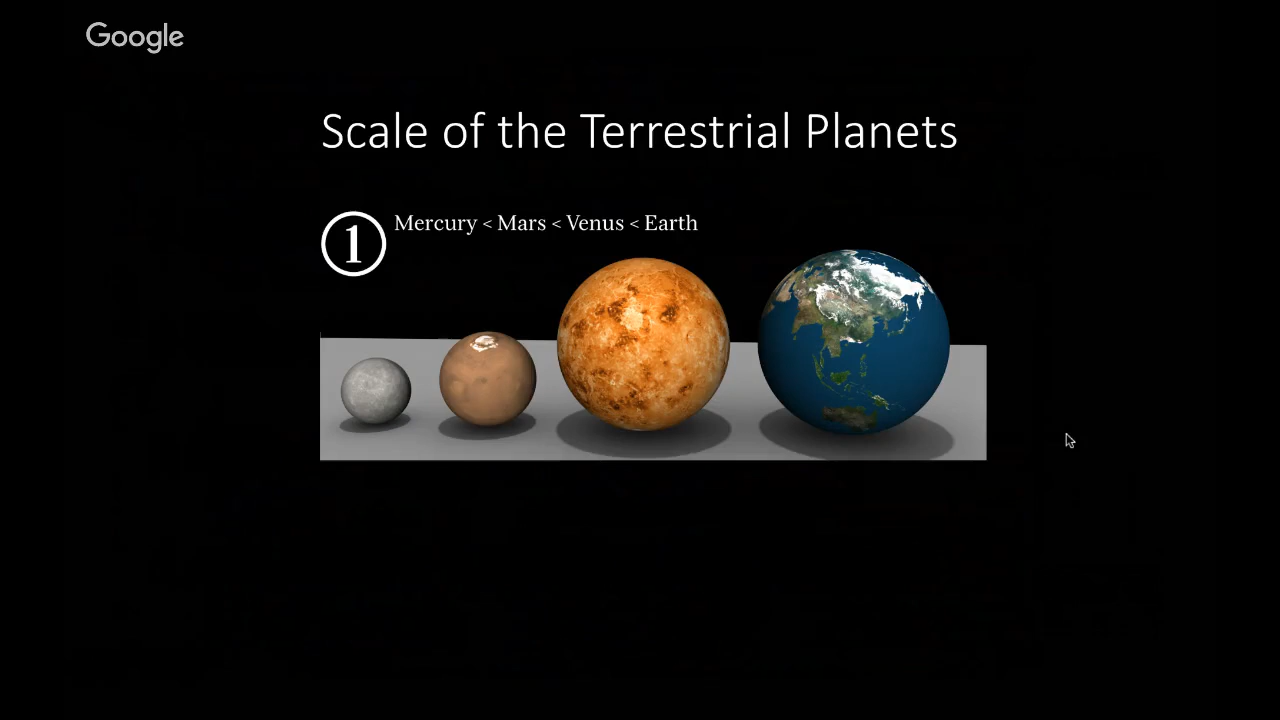 Google
Scale of the Terrestrial Planets
1
Mercury < Mars < Venus < Earth